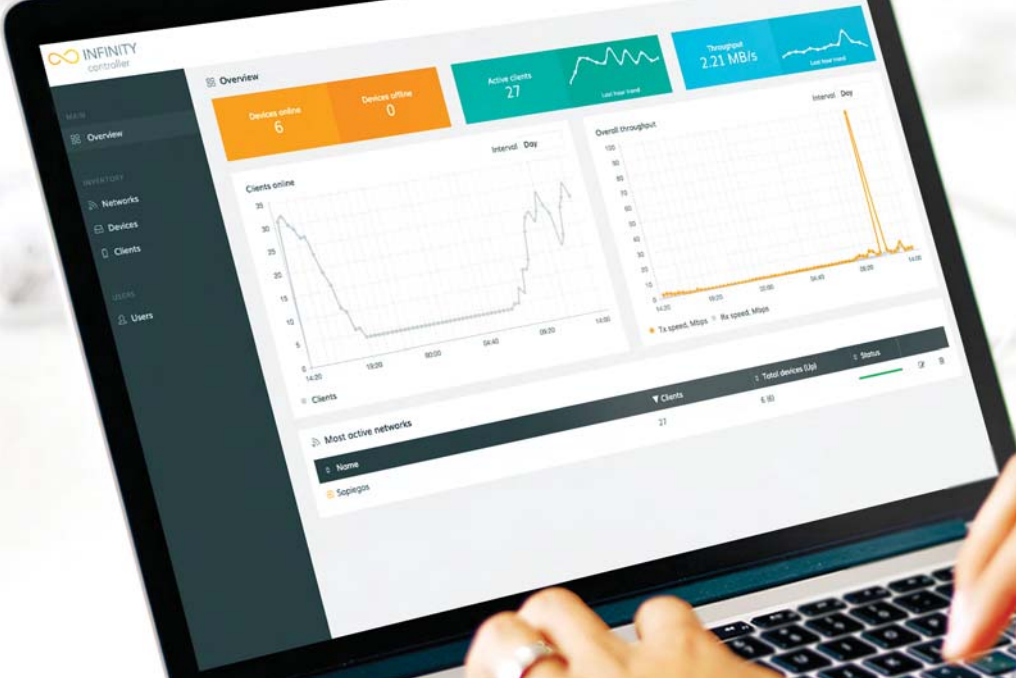 INFINITY
controller
MAIN
Overview
INVENTORY
Networks
Devices
Clients
USERS
Users
Overview
Devices online
6
Devices offline
0
Active clients
27
Last hour trend
Throughput
2.21 MB/s
Last hour trend
Clients online
Interval Day
35
30
25
20
15
10
5
0
14:20
19:20
00:00
04:40
09:20
14:00
Clients
Overall throughput
Interval Day
100
90
80
70
60
50
40
30
20
10
0
14:20
19:20
00:00
04:40
09:20
14:00
Tx speed, Mbps Rx speed, Mbps
Most active networks
Name Clients Total devices (Up) Status
Sapiegos 27 6 (6)